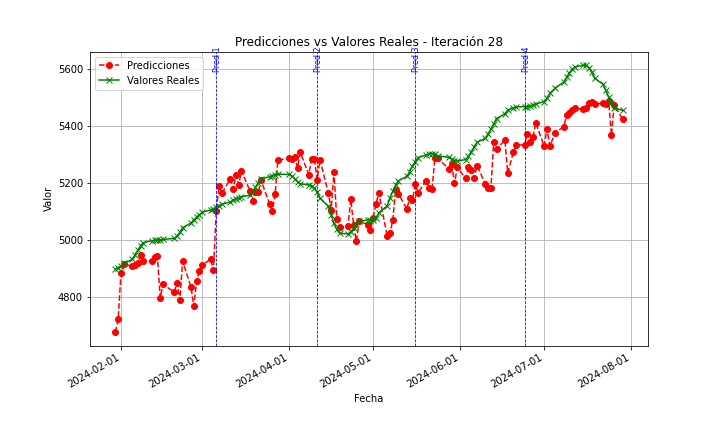 Predicciones vs Valores Reales - Iteración 28
Pred 1
Pred 2
Pred 3
Pred 4
Predicciones
Valores Reales
5600
5400
5200
5000
4800
Valor
2024-02-01
2024-03-01
2024-04-01
2024-05-01
2024-06-01
2024-07-01
2024-08-01
Fecha